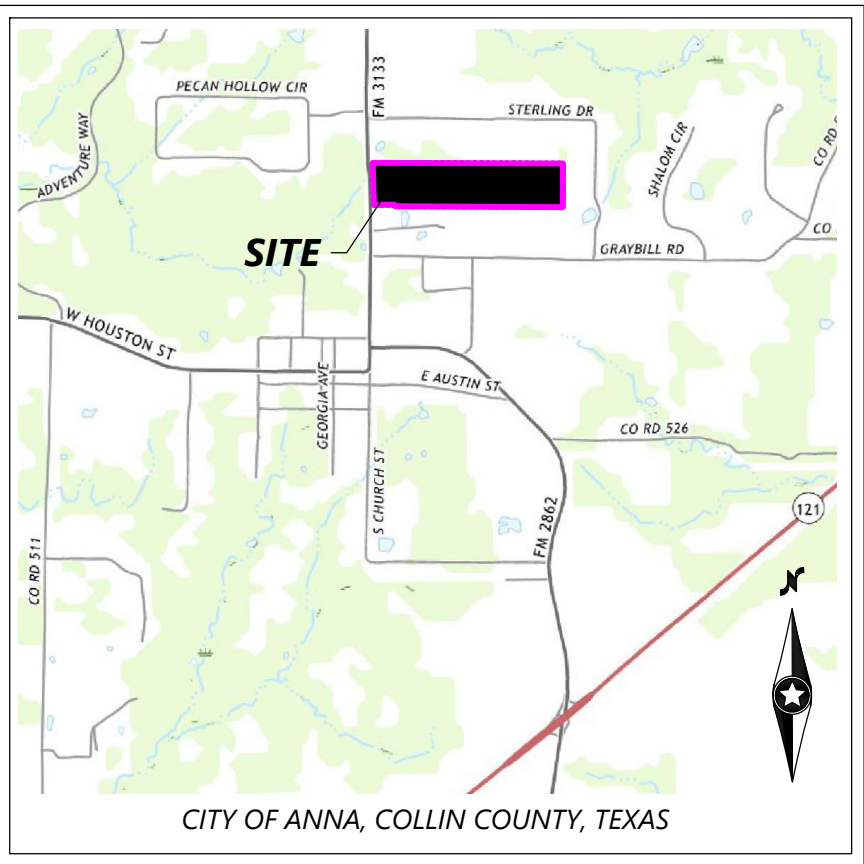 PECAN HOLLOW CIR
FM 3133
STERLING DR
ADVENTURE WAY
SHALOM CIR
CO RD
SITE
CO
GRAYBILL RD
W HOUSTON ST
GEORGIA AVE
E AUSTIN ST
CO RD 526
S CHURCH ST
121
FM 2862
CO RD 511
N
CITY OF ANNA, COLLIN COUNTY, TEXAS